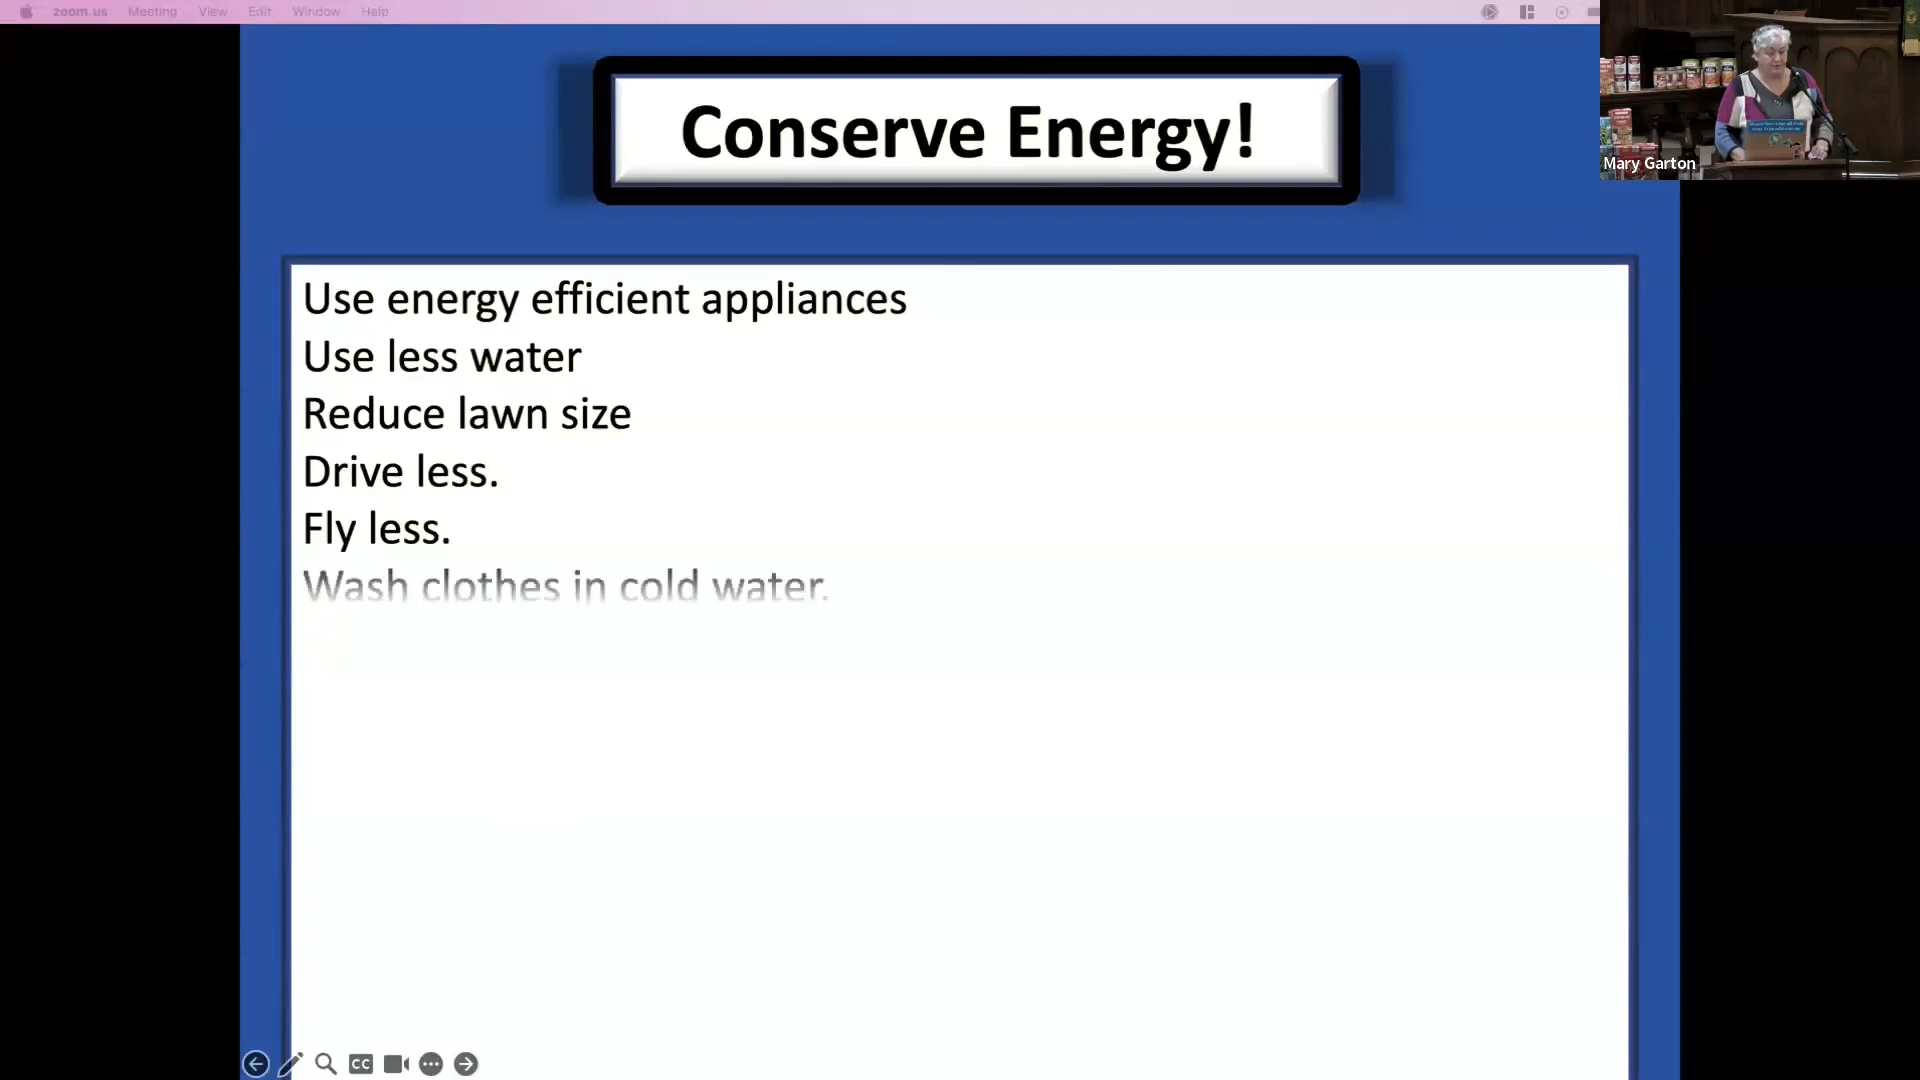 zoom.us Meeting View Edit Window Help
Conserve Energy!
Use energy efficient appliances
Use less water
Reduce lawn size
Drive less.
Fly less.
Wash clothes in cold water.
Mary Garton
CC